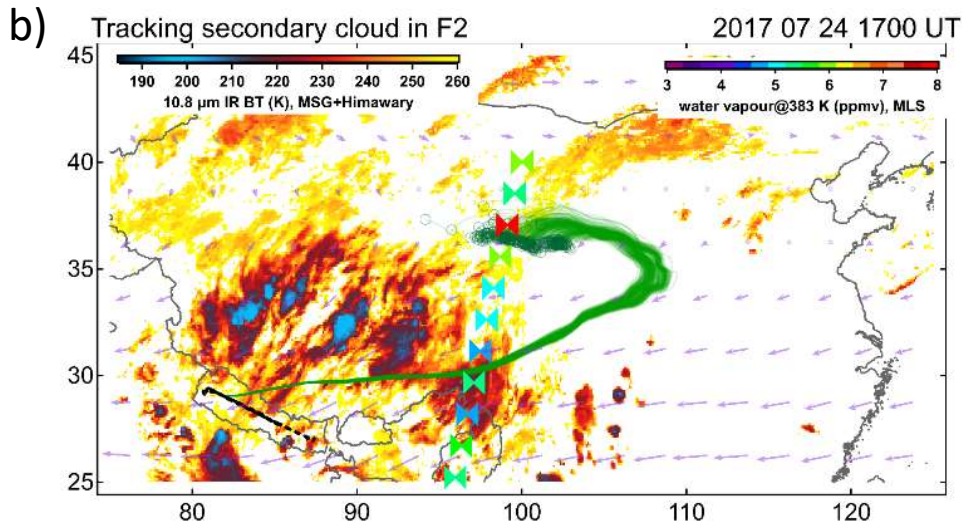 b) Tracking secondary cloud in F2 2017 07 24 1700 UT
190 200 210 220 230 240 250 260
10.8 µm IR BT (K), MSG+Himawary
3 4 5 6 7 8
water vapour@383 K (ppmv), MLS
45
40
35
30
25
80 90 100 110 120